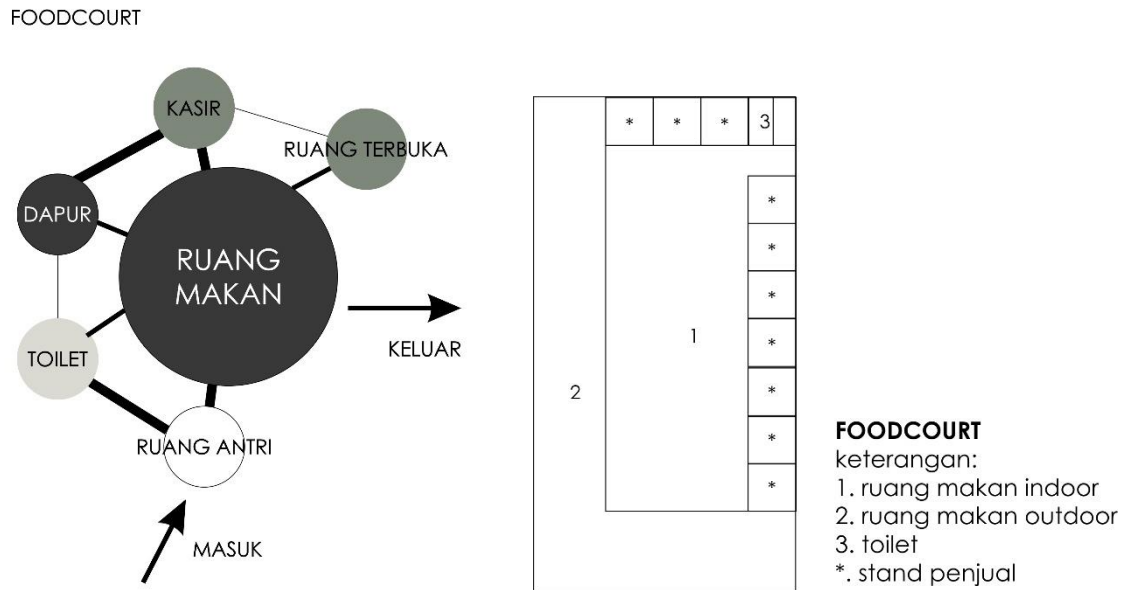 FOODCOURT
KASIR
RUANG TERBUKA
DAPUR
RUANG
MAKAN
KELUAR
TOILET
RUANG ANTRI
MASUK
* * * 3
*
*
*
*
*
*
*
1
2
FOODCOURT
keterangan:
1. ruang makan indoor
2. ruang makan outdoor
3. toilet
*. stand penjual